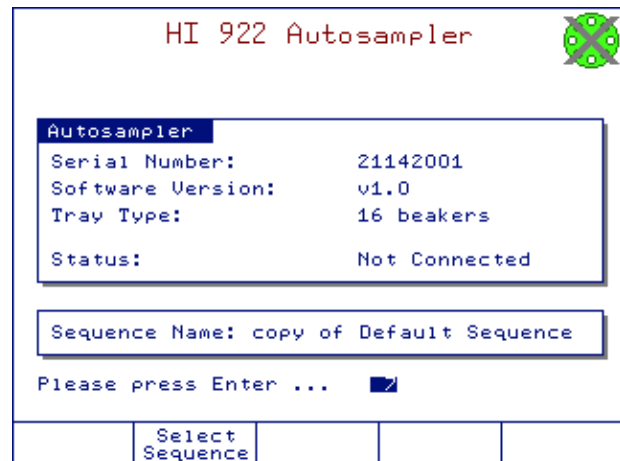 HI 922 Autosampler
Autosampler
Serial Number: 21142001
Software Version: v1.0
Tray Type: 16 beakers
Status: Not Connected
Sequence Name: copy of Default Sequence
Please press Enter ...
Select
Sequence